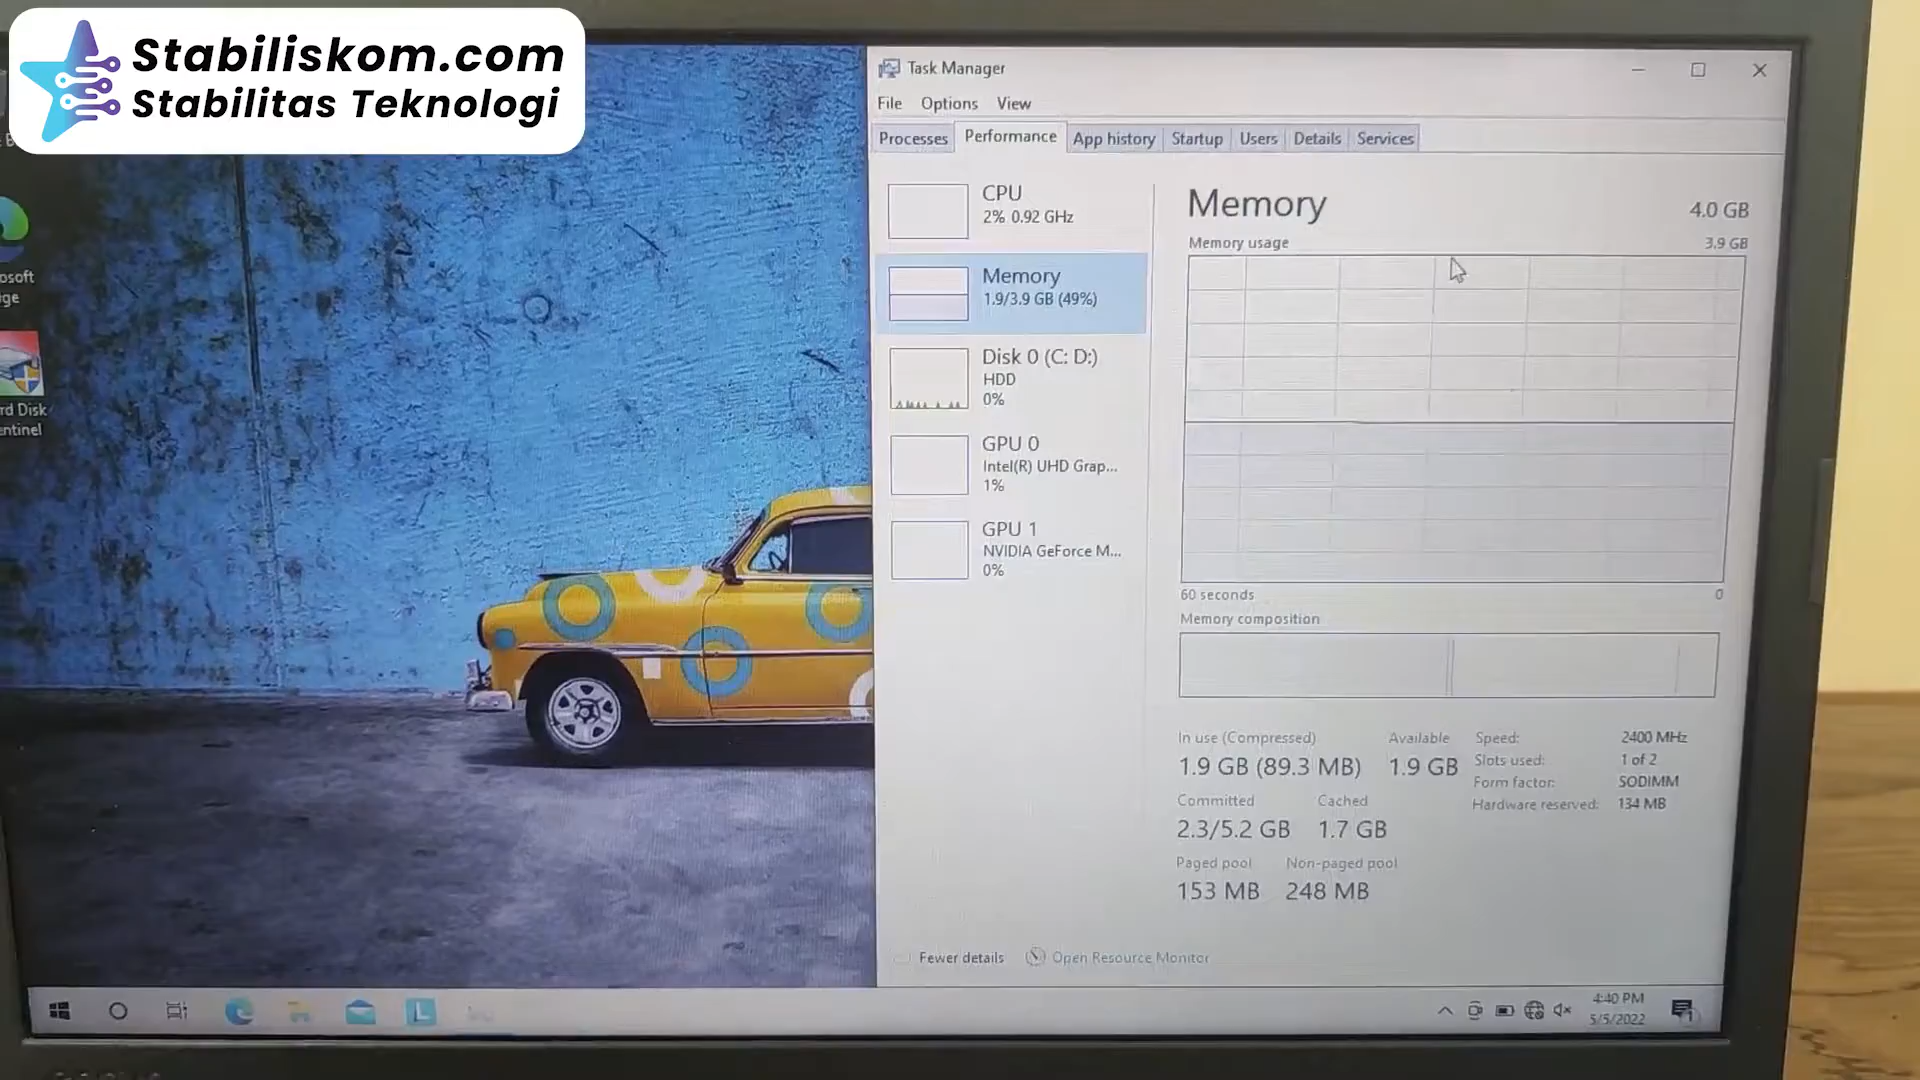 Stabiliskom.com
Stabilitas Teknologi
Task Manager
File Options View
Processes Performance App history Startup Users Details Services
CPU
2% 0.92 GHz
Memory
1.9/3.9 GB (49%)
Disk 0 (C: D:)
HDD
0%
GPU 0
Intel(R) UHD Grap...
1%
GPU 1
NVIDIA GeForce M...
0%
Memory 4.0 GB
Memory usage 3.9 GB
60 seconds 0
Memory composition
In use (Compressed) Available
1.9 GB (89.3 MB) 1.9 GB
Committed Cached
2.3/5.2 GB 1.7 GB
Paged pool Non-paged pool
153 MB 248 MB
Speed: 2400 MHz
Slots used: 1 of 2
Form factor: SODIMM
Hardware reserved: 134 MB
Fewer details Open Resource Monitor
osoft
ge
rd Disk
entinel
L
4:40 PM
5/5/2022
1